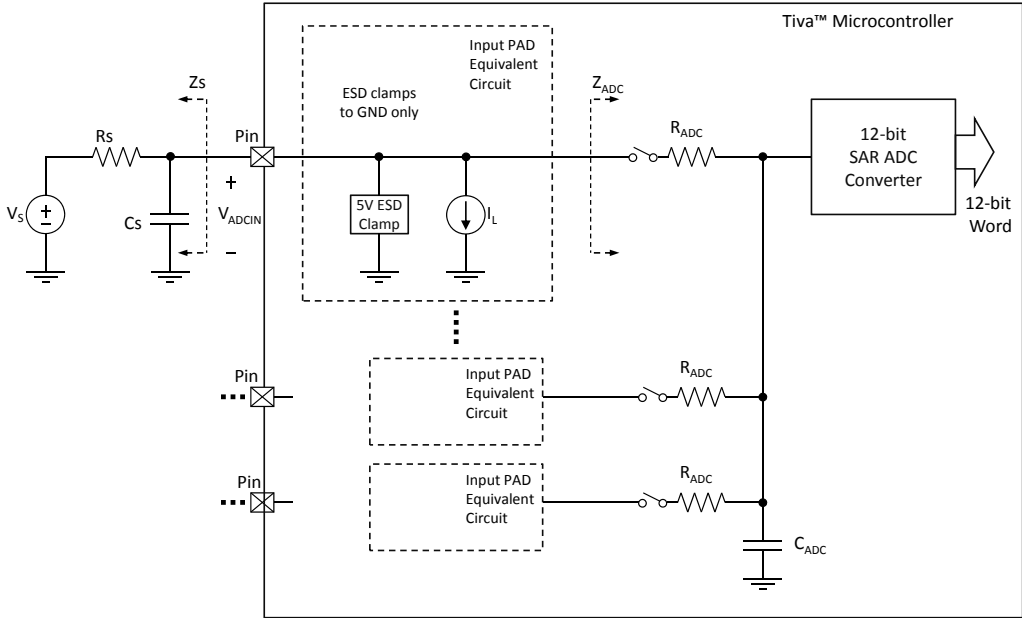 Tiva™ Microcontroller
Input PAD
Equivalent
Circuit
ESD clamps
to GND only
Zs
ZADC
Rs
Pin
RADC
12-bit
SAR ADC
Converter
VS
+
−
Cs
+
VADCIN
−
5V ESD
Clamp
IL
12-bit
Word
Pin
Input PAD
Equivalent
Circuit
RADC
Pin
Input PAD
Equivalent
Circuit
RADC
CADC